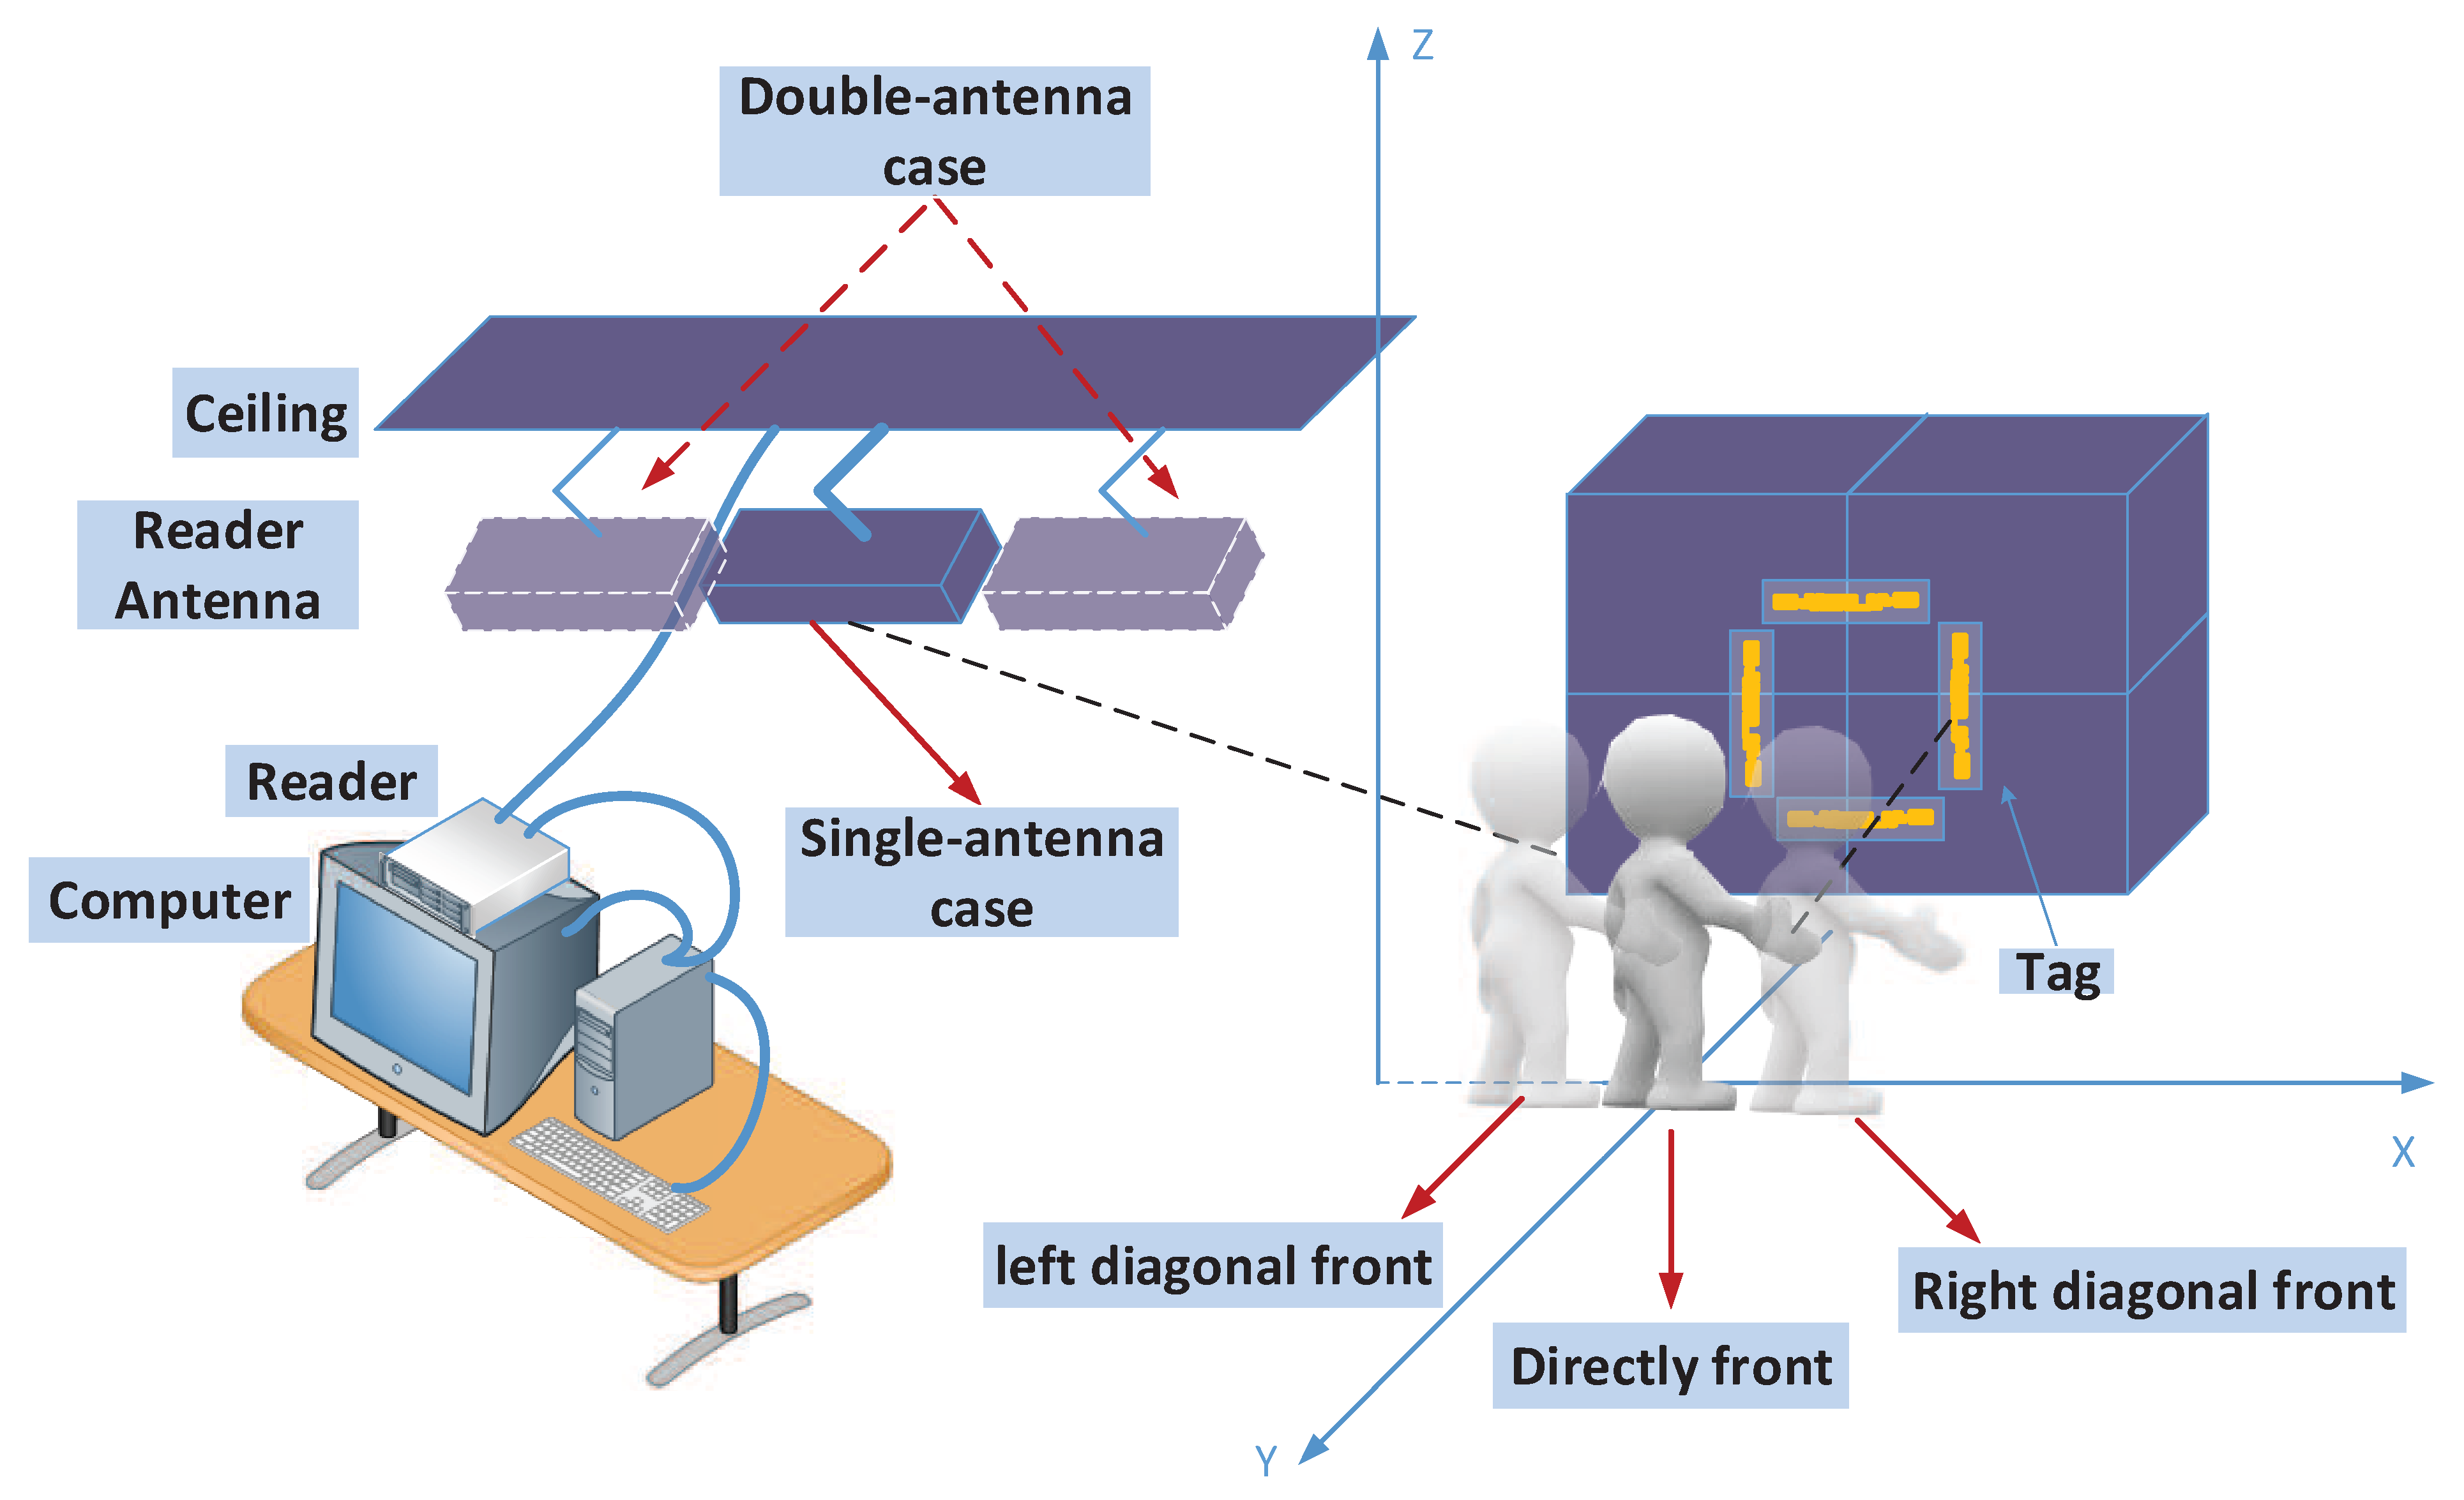 Z
Double-antenna
case
Ceiling
Reader
Antenna
Reader
Computer
Single-antenna
case
Tag
X
left diagonal front
Right diagonal front
Directly front
Y